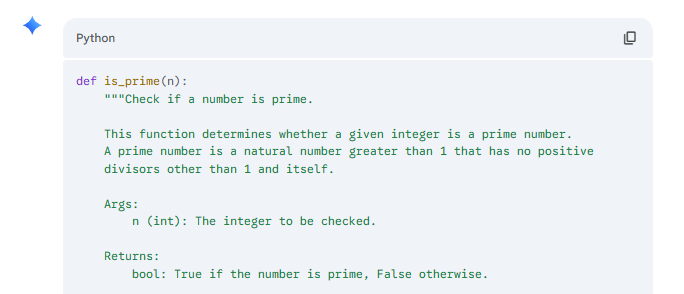 Python
def is_prime(n):
    """Check if a number is prime.

    This function determines whether a given integer is a prime number.
    A prime number is a natural number greater than 1 that has no positive
    divisors other than 1 and itself.

    Args:
        n (int): The integer to be checked.

    Returns:
        bool: True if the number is prime, False otherwise.